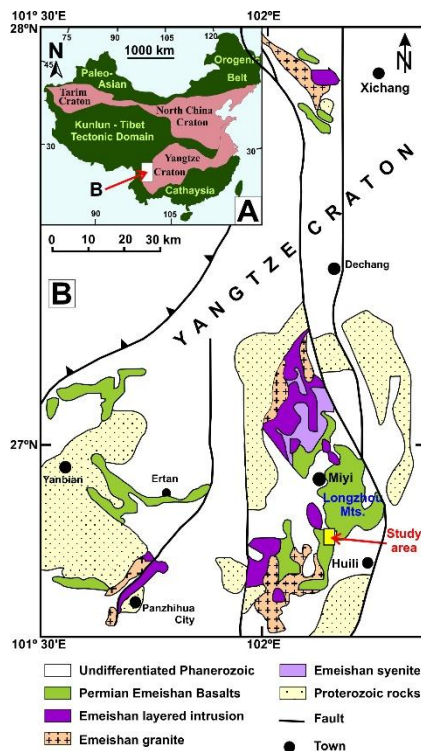 75 90 105 120
102°E
28°N
N
1000 km
Orogenic
Belt
Paleo-
Asian
45
Tarim
Craton
North China
Craton
Kunlun - Tibet
Tectonic Domain
30
30
Yangtze
Craton
B
Cathaysia
90
105
A
0 10 20 30 km
B
N
Xichang
YANGTZE CRATON
Dechang
27°N
Yanbian
Ertan
Miyi
Longzhou
Mts.
Study
area
Huili
Panzhihua
City
101°30'E
102°E
Undifferentiated Phanerozoic
Permian Emeishan Basalts
Emeishan layered intrusion
Emeishan granite
Emeishan syenite
Proterozoic rocks
Fault
Town